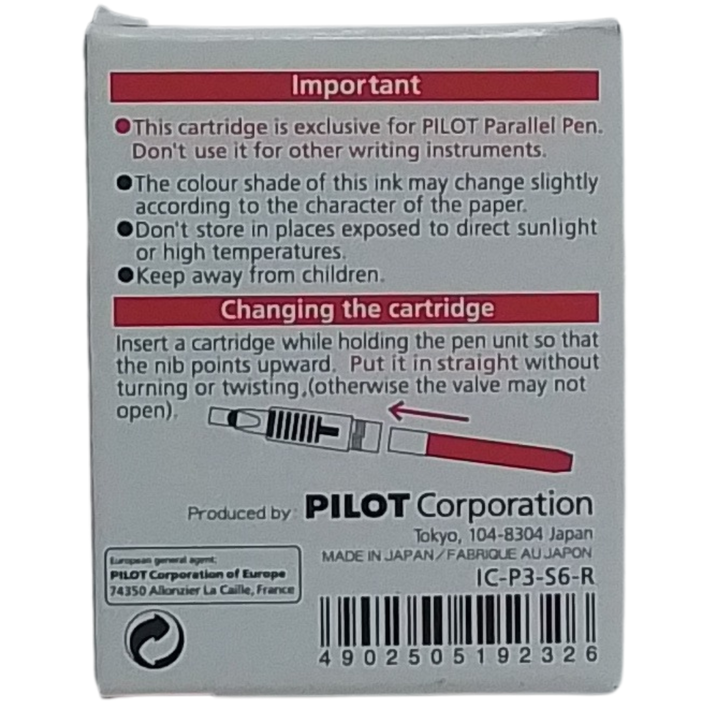 Important
●This cartridge is exclusive for PILOT Parallel Pen.
Don't use it for other writing instruments.
●The colour shade of this ink may change slightly
according to the character of the paper.
●Don't store in places exposed to direct sunlight
or high temperatures.
●Keep away from children.
Changing the cartridge
Insert a cartridge while holding the pen unit so that
the nib points upward. Put it in straight without
turning or twisting,(otherwise the valve may not
open).
Produced by: PILOT Corporation
Tokyo, 104-8304 Japan
MADE IN JAPAN/FABRIQUE AU JAPON
IC-P3-S6-R
European general agent;
PILOT Corporation of Europe
74350 Allonzier La Caille, France
4902505192326